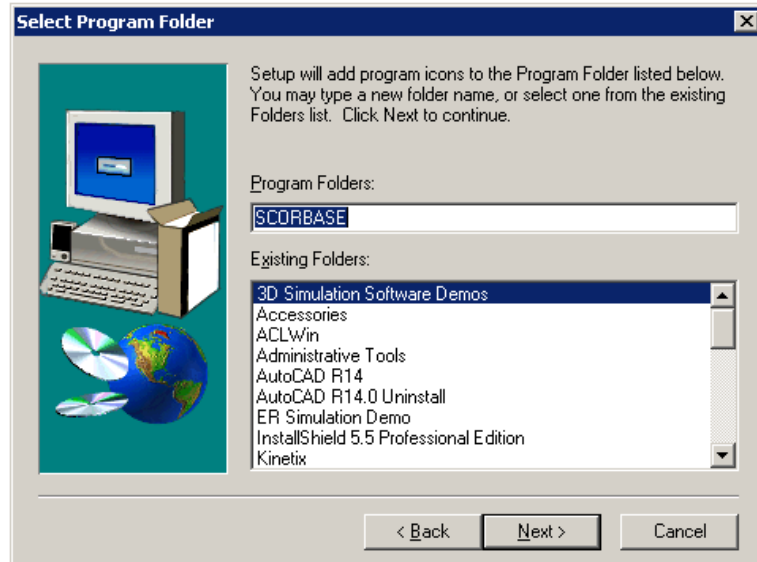 Select Program Folder
Setup will add program icons to the Program Folder listed below.
You may type a new folder name, or select one from the existing
Folders list. Click Next to continue.
Program Folders:
SCORBASE
Existing Folders:
3D Simulation Software Demos
Accessories
ACLWin
Administrative Tools
AutoCAD R14
AutoCAD R14.0 Uninstall
ER Simulation Demo
InstallShield 5.5 Professional Edition
Kinetix
< Back
Next >
Cancel